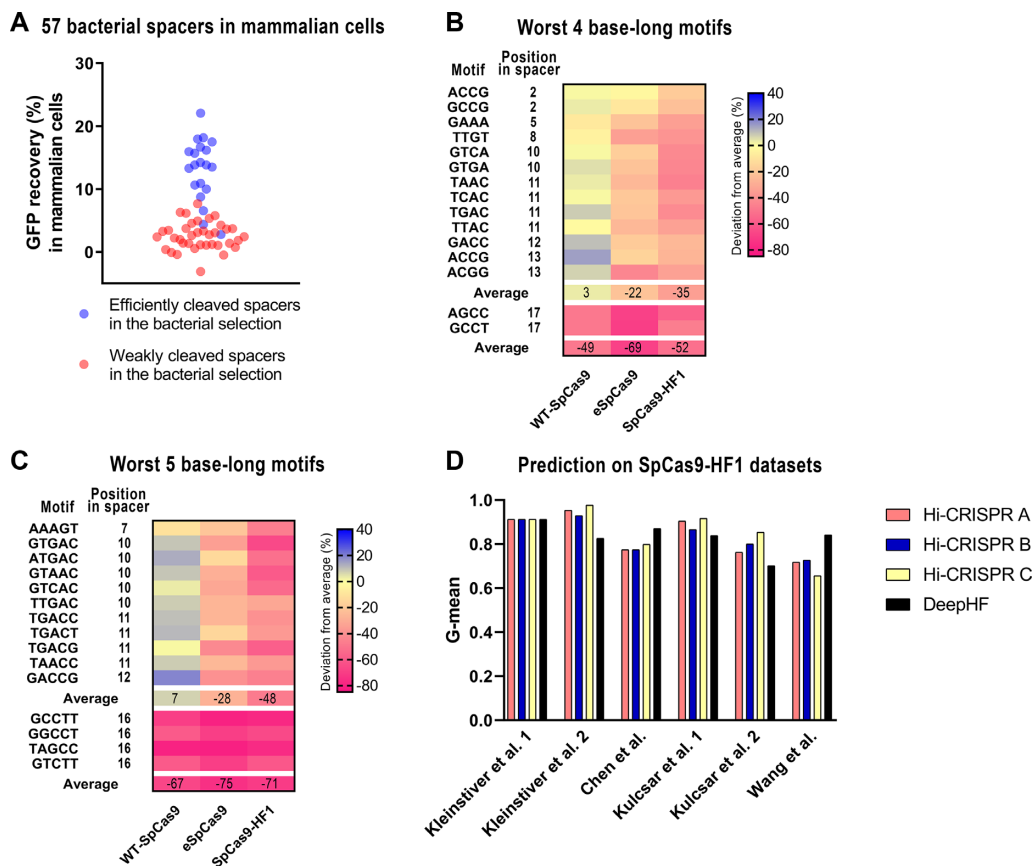 A 57 bacterial spacers in mammalian cells
GFP recovery (%)
in mammalian cells
30
20
10
0
Efficiently cleaved spacers
in the bacterial selection
Weakly cleaved spacers
in the bacterial selection
B Worst 4 base-long motifs
Position
Motif in spacer
ACCG 2
GCCG 2
GAAA 5
TTGT 8
GTCA 10
GTGA 10
TAAC 11
TCAC 11
TGAC 11
TTAC 11
GACC 12
ACCG 13
ACGG 13
Average 3 -22 -35
AGCC 17
GCCT 17
Average -49 -69 -52
WT-SpCas9
eSpCas9
SpCas9-HF1
Deviation from average (%)
40
20
0
-20
-40
-60
-80
C Worst 5 base-long motifs
Position
Motif in spacer
AAAGT 7
GTGAC 10
ATGAC 10
GTAAC 10
GTCAC 10
TTGAC 10
TGACC 11
TGACT 11
TGACG 11
TAACC 11
GACCG 12
Average 7 -28 -48
GCCTT 16
GGCCT 16
TAGCC 16
GTCTT 16
Average -67 -75 -71
WT-SpCas9
eSpCas9
SpCas9-HF1
Deviation from average (%)
40
20
0
-20
-40
-60
-80
D Prediction on SpCas9-HF1 datasets
G-mean
1.0
0.8
0.6
0.4
0.2
0.0
Kleinstiver et al. 1
Kleinstiver et al. 2
Chen et al.
Kulcsar et al. 1
Kulcsar et al. 2
Wang et al.
Hi-CRISPR A
Hi-CRISPR B
Hi-CRISPR C
DeepHF